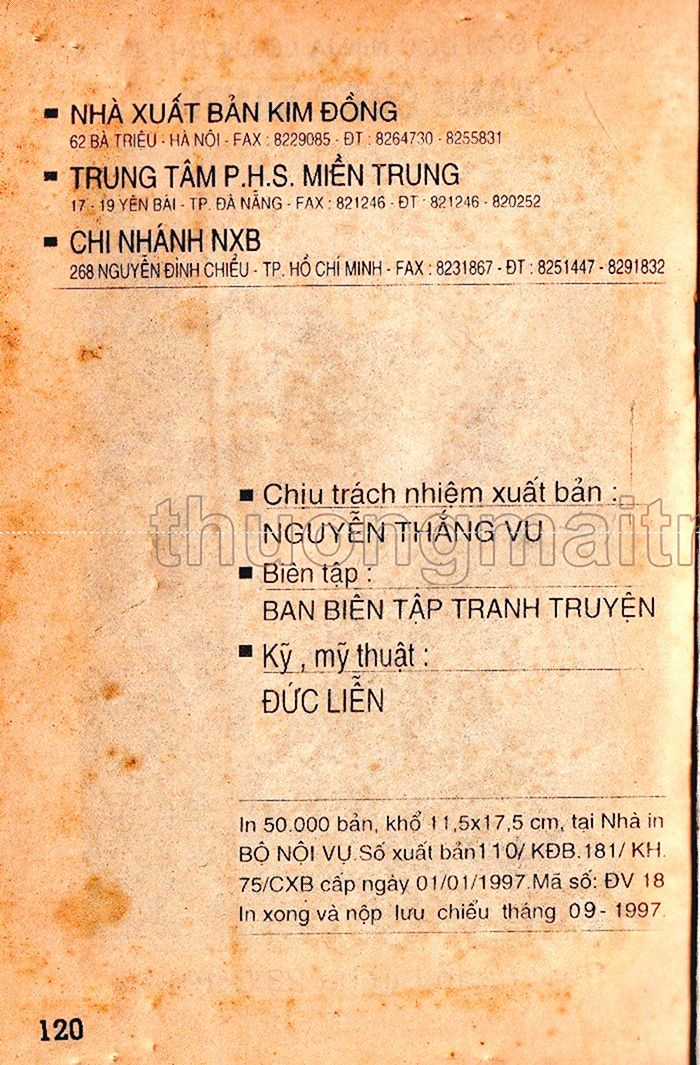 ▪ NHÀ XUẤT BẢN KIM ĐỒNG
62 BÀ TRIỆU - HÀ NỘI - FAX : 8229085 - ĐT : 8264730 - 8255831
▪ TRUNG TÂM P.H.S. MIỀN TRUNG
17 - 19 YÊN BÁI - TP. ĐÀ NẴNG - FAX : 821246 - ĐT : 821246 - 820252
▪ CHI NHÁNH NXB
268 NGUYỄN ĐÌNH CHIỂU - TP. HỒ CHÍ MINH - FAX : 8231867 - ĐT : 8251447 - 8291832
▪ Chịu trách nhiệm xuất bản :
thuongmaitr
NGUYỄN THẮNG VU
▪ Biên tập :
BAN BIÊN TẬP TRANH TRUYỆN
▪ Kỹ , mỹ thuật :
ĐỨC LIỄN
In 50.000 bản, khổ 11,5x17,5 cm, tại Nhà in
BỘ NỘI VỤ.Số xuất bản110/ KĐB.181/ KH.
75/CXB cấp ngày 01/01/1997.Mã số: ĐV 18
In xong và nộp lưu chiểu tháng 09- 1997.
120